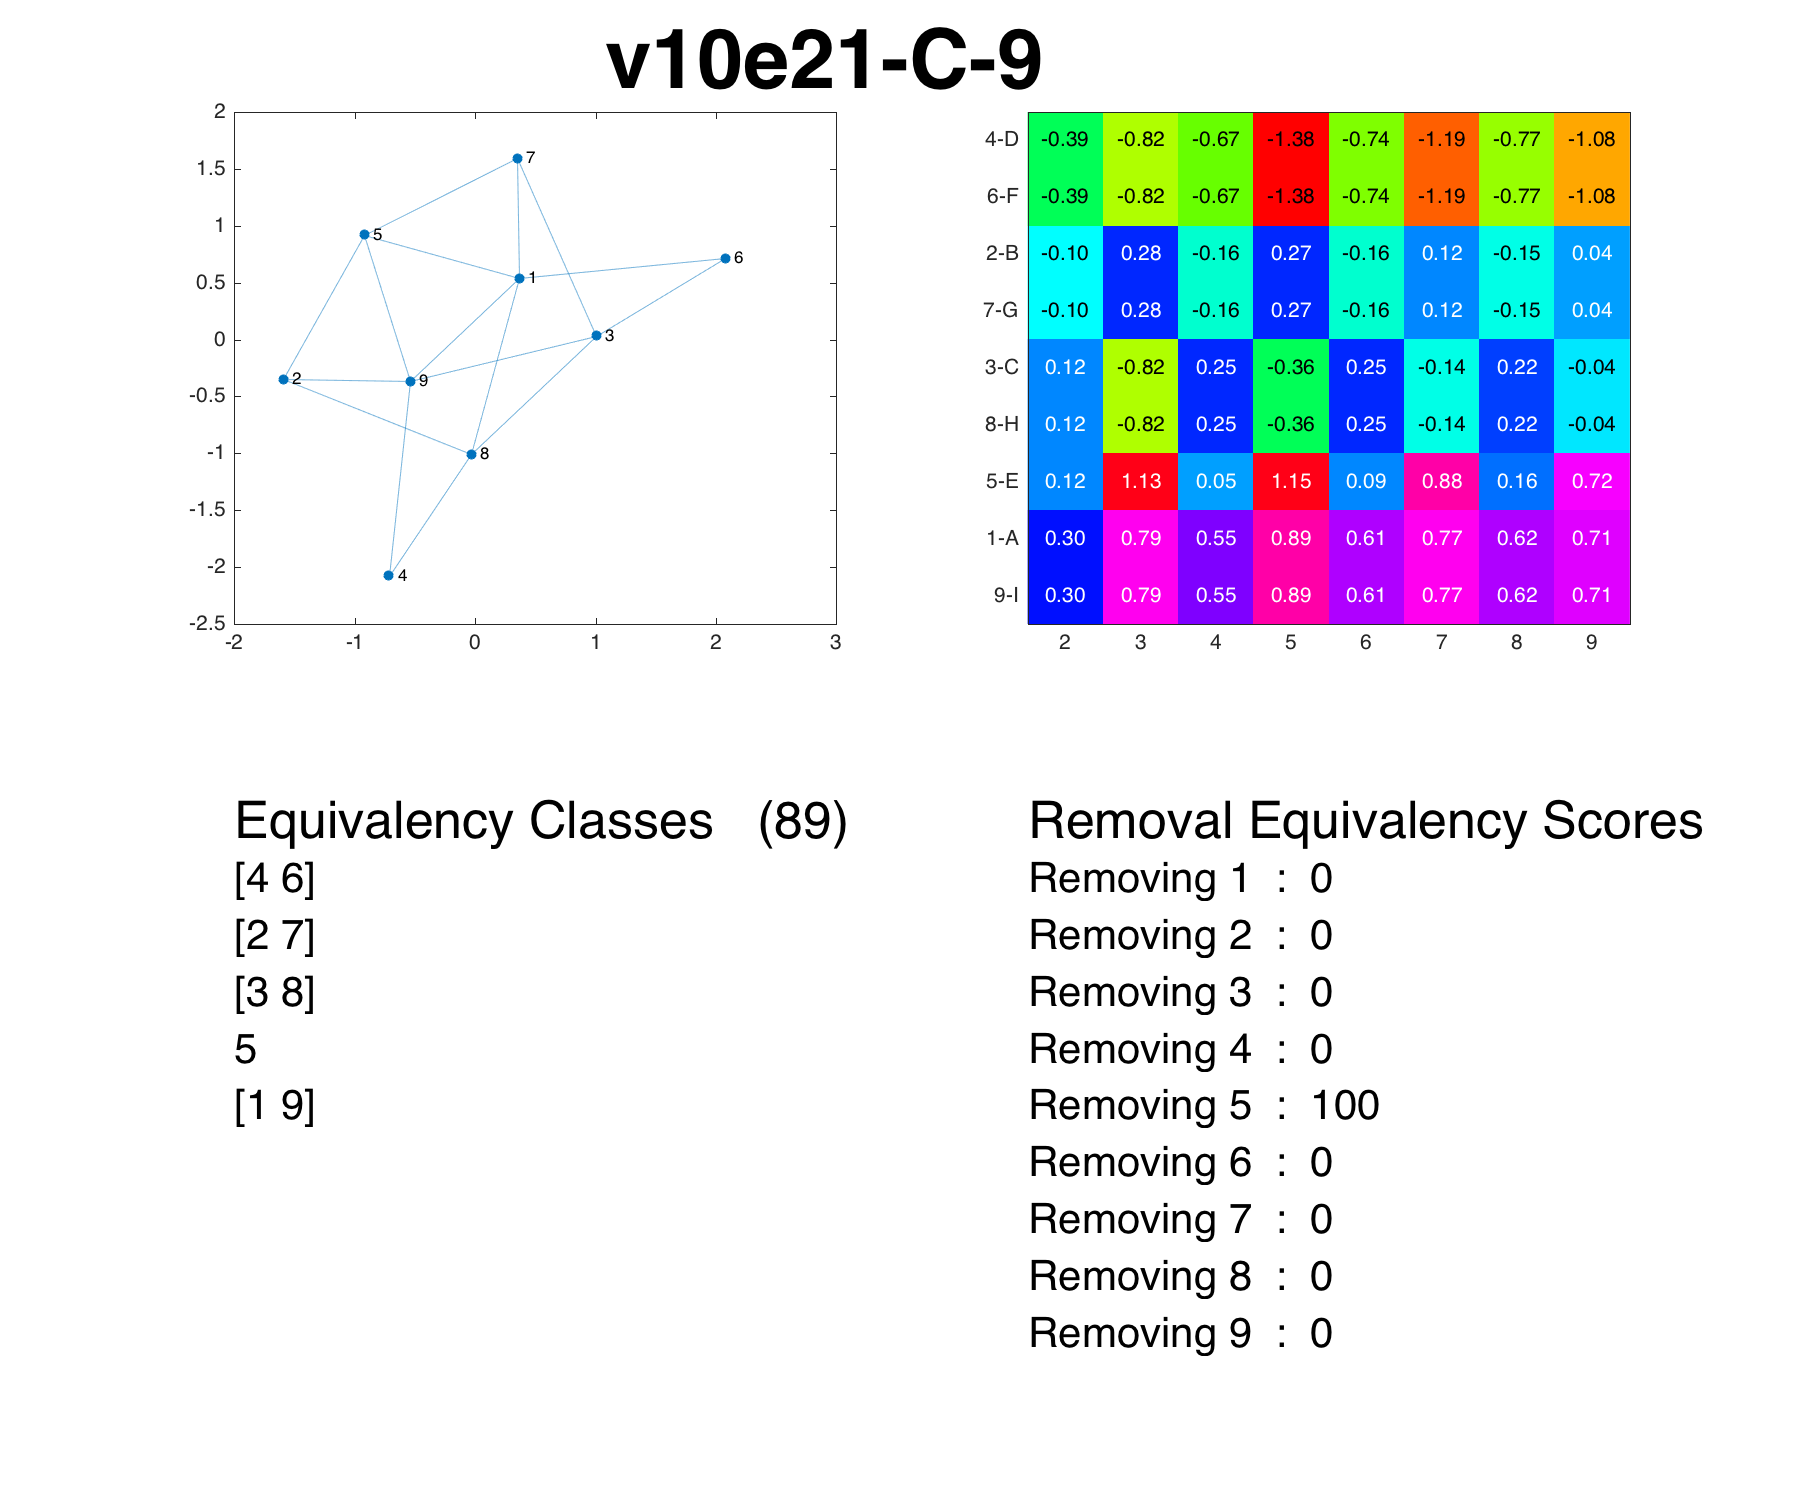 v10e21-C-9
2
1.5
1
0.5
0
-0.5
-1
-1.5
-2
-2.5
-2 -1 0 1 2 3
7
5
6
1
3
2
9
8
4
4-D -0.39 -0.82 -0.67 -1.38 -0.74 -1.19 -0.77 -1.08
6-F -0.39 -0.82 -0.67 -1.38 -0.74 -1.19 -0.77 -1.08
2-B -0.10 0.28 -0.16 0.27 -0.16 0.12 -0.15 0.04
7-G -0.10 0.28 -0.16 0.27 -0.16 0.12 -0.15 0.04
3-C 0.12 -0.82 0.25 -0.36 0.25 -0.14 0.22 -0.04
8-H 0.12 -0.82 0.25 -0.36 0.25 -0.14 0.22 -0.04
5-E 0.12 1.13 0.05 1.15 0.09 0.88 0.16 0.72
1-A 0.30 0.79 0.55 0.89 0.61 0.77 0.62 0.71
9-I 0.30 0.79 0.55 0.89 0.61 0.77 0.62 0.71
2 3 4 5 6 7 8 9
Equivalency Classes (89)
[4 6]
[2 7]
[3 8]
5
[1 9]
Removal Equivalency Scores
Removing 1 : 0
Removing 2 : 0
Removing 3 : 0
Removing 4 : 0
Removing 5 : 100
Removing 6 : 0
Removing 7 : 0
Removing 8 : 0
Removing 9 : 0